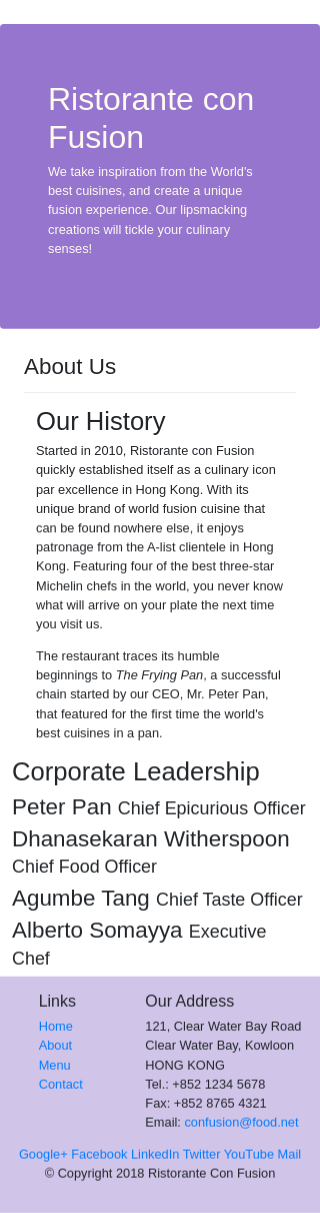 Ristorante con
Fusion
We take inspiration from the World's
best cuisines, and create a unique
fusion experience. Our lipsmacking
creations will tickle your culinary
senses!
About Us
Our History
Started in 2010, Ristorante con Fusion
quickly established itself as a culinary icon
par excellence in Hong Kong. With its
unique brand of world fusion cuisine that
can be found nowhere else, it enjoys
patronage from the A-list clientele in Hong
Kong. Featuring four of the best three-star
Michelin chefs in the world, you never know
what will arrive on your plate the next time
you visit us.
The restaurant traces its humble
beginnings to The Frying Pan, a successful
chain started by our CEO, Mr. Peter Pan,
that featured for the first time the world's
best cuisines in a pan.
Corporate Leadership
Peter Pan Chief Epicurious Officer
Dhanasekaran Witherspoon
Chief Food Officer
Agumbe Tang Chief Taste Officer
Alberto Somayya Executive
Chef
Links
Home
About
Menu
Contact
Our Address
121, Clear Water Bay Road
Clear Water Bay, Kowloon
HONG KONG
Tel.: +852 1234 5678
Fax: +852 8765 4321
Email: confusion@food.net
Google+ Facebook LinkedIn Twitter YouTube Mail
© Copyright 2018 Ristorante Con Fusion